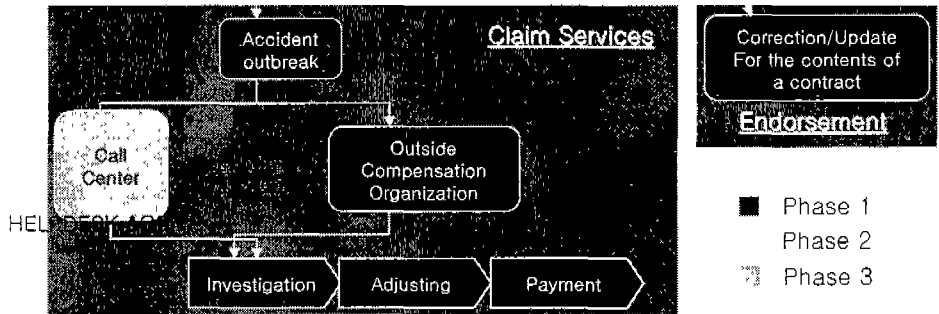 Accident
outbreak
Claim Services
Call
Center
Outside
Compensation
Organization
Investigation
Adjusting
Payment
Correction/Update
For the contents of
a contract
Endorsement
Phase 1
Phase 2
Phase 3